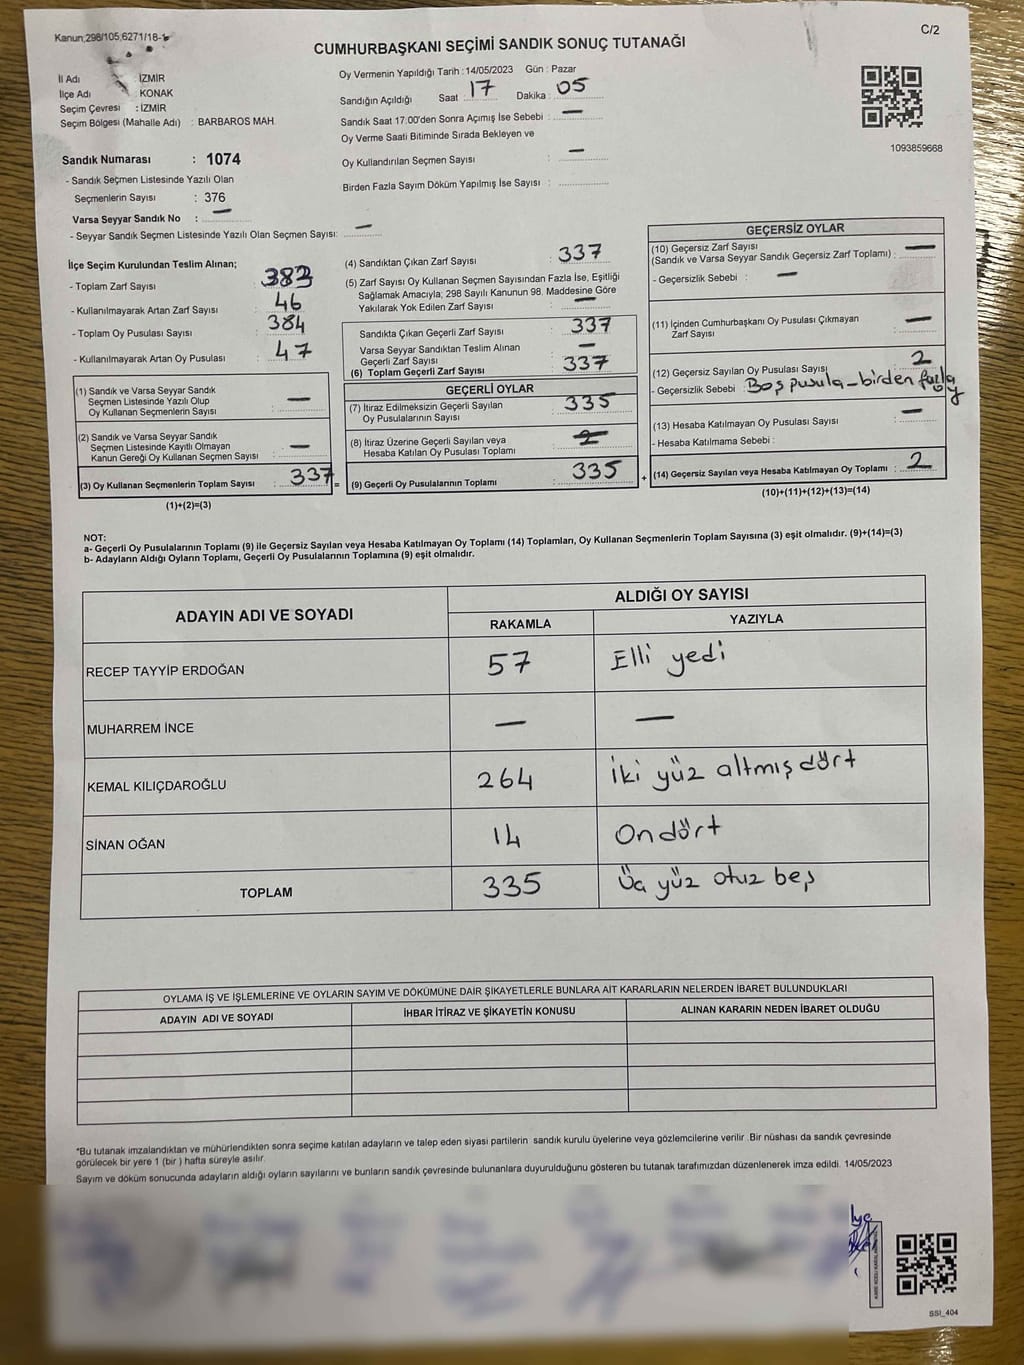 Kanun;298/105,6271/18-
C/2
CUMHURBAŞKANI SEÇİMİ SANDIK SONUÇ TUTANAĞI
İl Adı : İZMİR
İlçe Adı : KONAK
Seçim Çevresi : İZMİR
Seçim Bölgesi (Mahalle Adı) : BARBAROS MAH.
Sandık Numarası : 1074
- Sandık Seçmen Listesinde Yazılı Olan
Seçmenlerin Sayısı : 376
Varsa Seyyar Sandık No : —
- Seyyar Sandık Seçmen Listesinde Yazılı Olan Seçmen Sayısı: —
Oy Vermenin Yapıldığı Tarih : 14/05/2023 Gün : Pazar
Sandığın Açıldığı Saat 17 Dakika : 05
Sandık Saat 17:00'den Sonra Açımış İse Sebebi : —
Oy Verme Saati Bitiminde Sırada Bekleyen ve
Oy Kullandırılan Seçmen Sayısı : —
Birden Fazla Sayım Döküm Yapılmış İse Sayısı :
1093859668
İlçe Seçim Kurulundan Teslim Alınan;
- Toplam Zarf Sayısı : 383
- Kullanılmayarak Artan Zarf Sayısı : 46
- Toplam Oy Pusulası Sayısı : 384
- Kullanılmayarak Artan Oy Pusulası : 47
(1) Sandık ve Varsa Seyyar Sandık
Seçmen Listesinde Yazılı Olup
Oy Kullanan Seçmenlerin Sayısı : —
(2) Sandık ve Varsa Seyyar Sandık
Seçmen Listesinde Kayıtlı Olmayan
Kanun Gereği Oy Kullanan Seçmen Sayısı : —
(3) Oy Kullanan Seçmenlerin Toplam Sayısı : 337 =
(1)+(2)=(3)
(4) Sandıktan Çıkan Zarf Sayısı : 337
(5) Zarf Sayısı Oy Kullanan Seçmen Sayısından Fazla İse, Eşitliği
Sağlamak Amacıyla; 298 Sayılı Kanunun 98. Maddesine Göre
Yakılarak Yok Edilen Zarf Sayısı : —
Sandıkta Çıkan Geçerli Zarf Sayısı : 337
Varsa Seyyar Sandıktan Teslim Alınan
Geçerli Zarf Sayısı : —
(6) Toplam Geçerli Zarf Sayısı : 337
GEÇERLİ OYLAR
(7) İtiraz Edilmeksizin Geçerli Sayılan
Oy Pusulalarının Sayısı : 335
(8) İtiraz Üzerine Geçerli Sayılan veya
Hesaba Katılan Oy Pusulası Toplamı : 2
(9) Geçerli Oy Pusulalarının Toplamı : 335 +
GEÇERSİZ OYLAR
(10) Geçersiz Zarf Sayısı
(Sandık ve Varsa Seyyar Sandık Geçersiz Zarf Toplamı) : —
- Geçersizlik Sebebi : —
(11) İçinden Cumhurbaşkanı Oy Pusulası Çıkmayan
Zarf Sayısı : —
(12) Geçersiz Sayılan Oy Pusulası Sayısı : 2
- Geçersizlik Sebebi : Boş pusula - birden fazla
(13) Hesaba Katılmayan Oy Pusulası Sayısı : —
- Hesaba Katılmama Sebebi :
(14) Geçersiz Sayılan veya Hesaba Katılmayan Oy Toplamı : 2
(10)+(11)+(12)+(13)=(14)
NOT:
a- Geçerli Oy Pusulalarının Toplamı (9) ile Geçersiz Sayılan veya Hesaba Katılmayan Oy Toplamı (14) Toplamları, Oy Kullanan Seçmenlerin Toplam Sayısına (3) eşit olmalıdır. (9)+(14)=(3)
b- Adayların Aldığı Oyların Toplamı, Geçerli Oy Pusulalarının Toplamına (9) eşit olmalıdır.
ADAYIN ADI VE SOYADI
ALDIĞI OY SAYISI
RAKAMLA YAZIYLA
RECEP TAYYİP ERDOĞAN 57 Elli yedi
MUHARREM İNCE — —
KEMAL KILIÇDAROĞLU 264 İki yüz altmış dört
SİNAN OĞAN 14 On dört
TOPLAM 335 Üç yüz otuz beş
OYLAMA İŞ VE İŞLEMLERİNE VE OYLARIN SAYIM VE DÖKÜMÜNE DAİR ŞİKAYETLERLE BUNLARA AİT KARARLARIN NELERDEN İBARET BULUNDUKLARI
ADAYIN ADI VE SOYADI İHBAR İTİRAZ VE ŞİKAYETİN KONUSU ALINAN KARARIN NEDEN İBARET OLDUĞU
*Bu tutanak imzalandıktan ve mühürlendikten sonra seçime katılan adayların ve talep eden siyasi partilerin sandık kurulu üyelerine veya gözlemcilerine verilir .Bir nüshası da sandık çevresinde
görülecek bir yere 1 (bir ) hafta süreyle asılır.
Sayım ve döküm sonucunda adayların aldığı oyların sayılarını ve bunların sandık çevresinde bulunanlara duyurulduğunu gösteren bu tutanak tarafımızdan düzenlenerek imza edildi. 14/05/2023
SSI_404